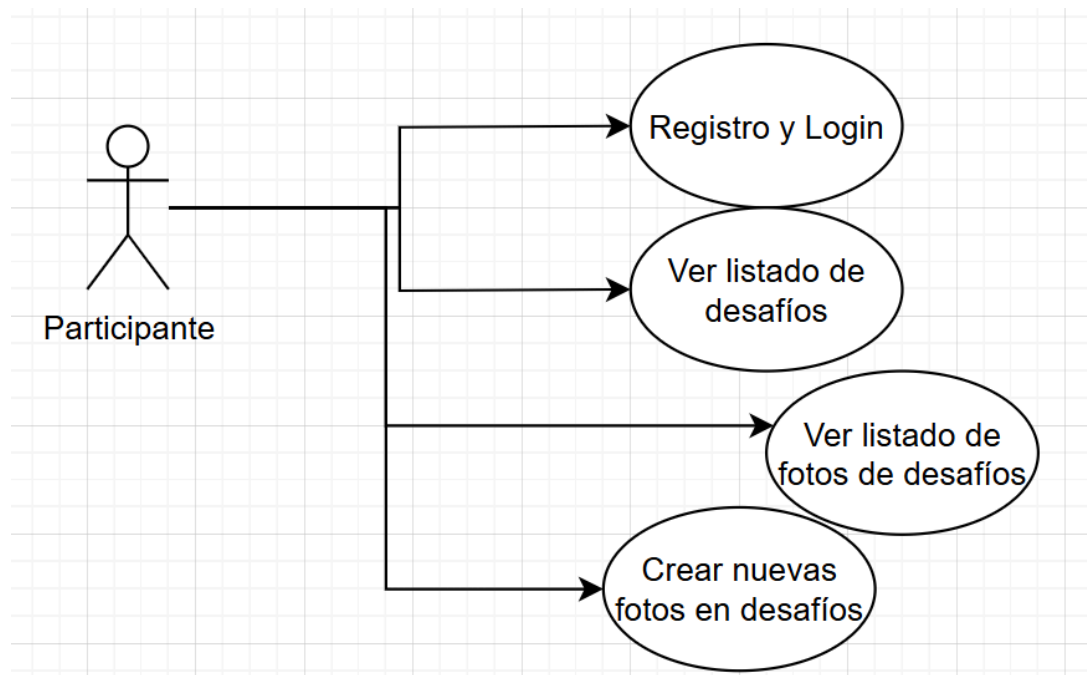 Registro y Login
Ver listado de
desafíos
Participante
Ver listado de
fotos de desafíos
Crear nuevas
fotos en desafíos